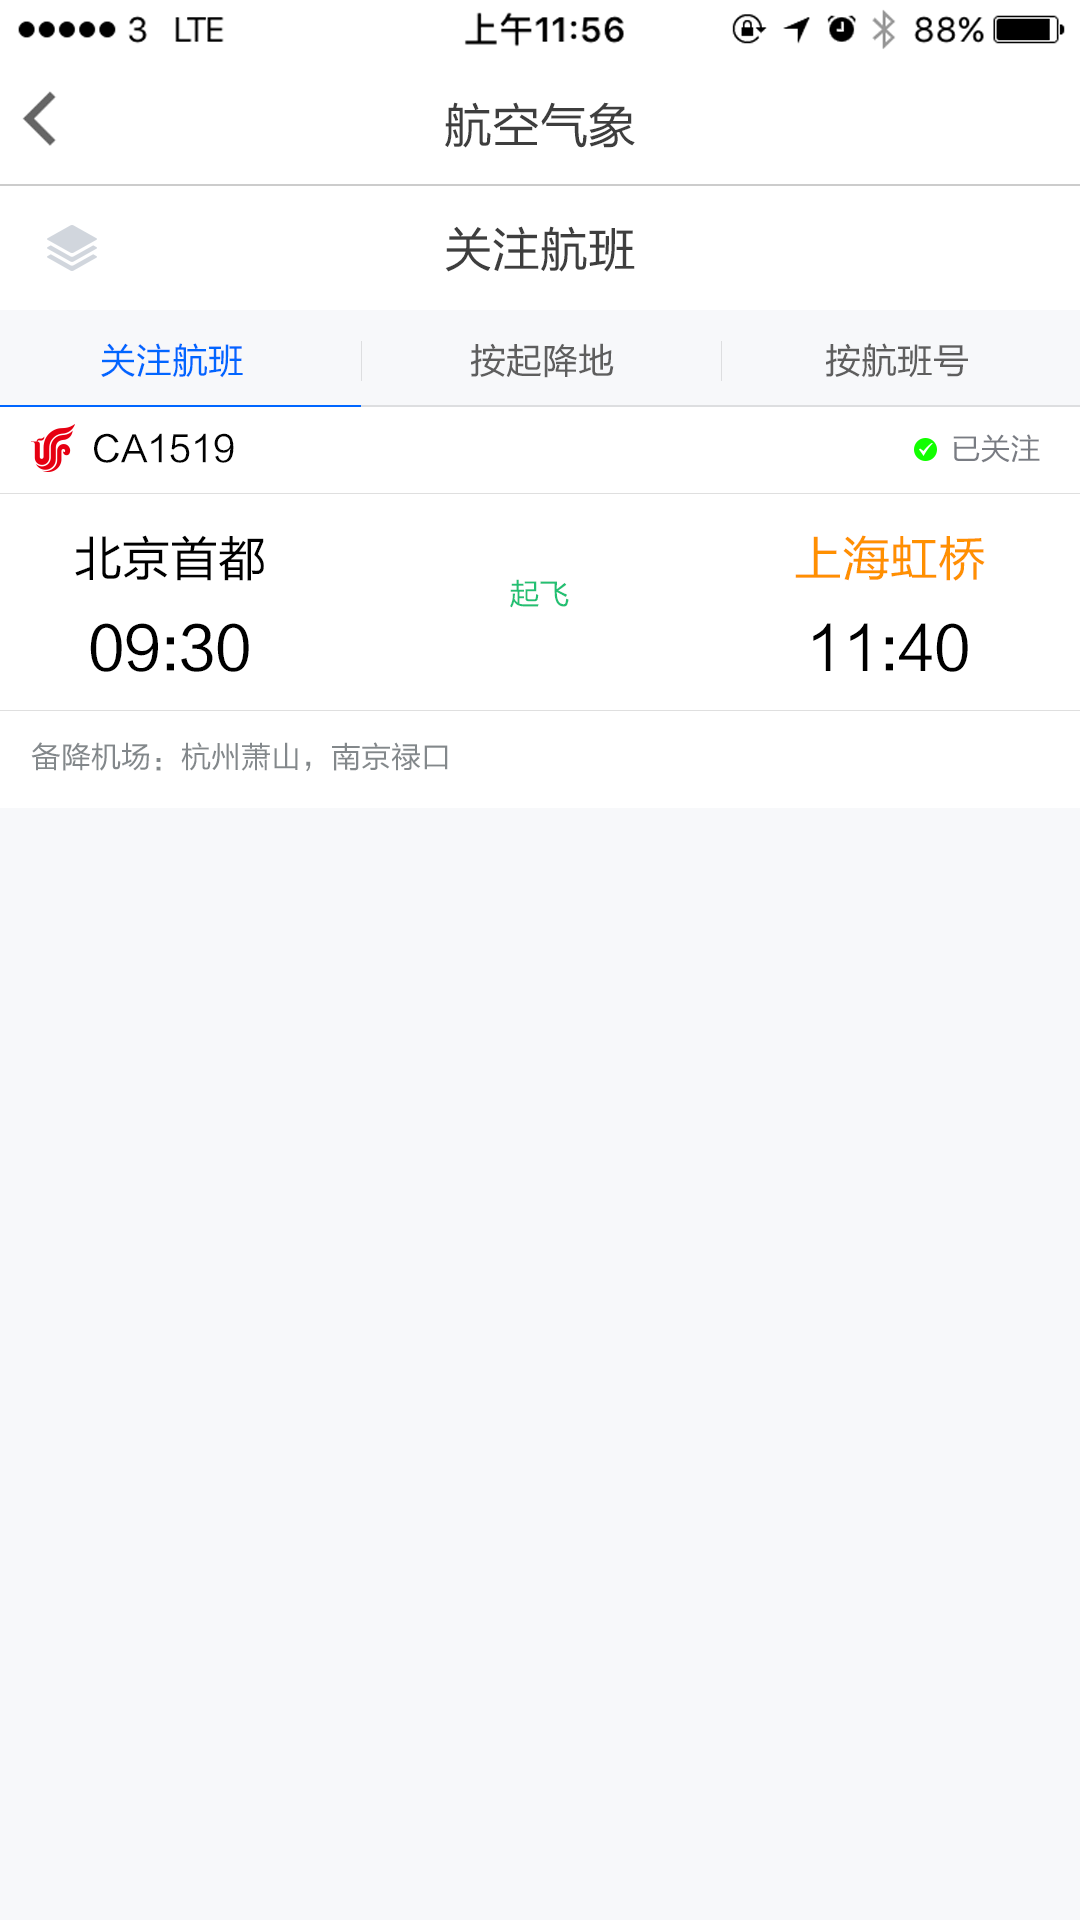 3 LTE 上午11:56 88%
航空气象
关注航班
关注航班 按起降地 按航班号
CA1519 已关注
北京首都 上海虹桥
起飞
09:30 11:40
备降机场：杭州萧山，南京禄口